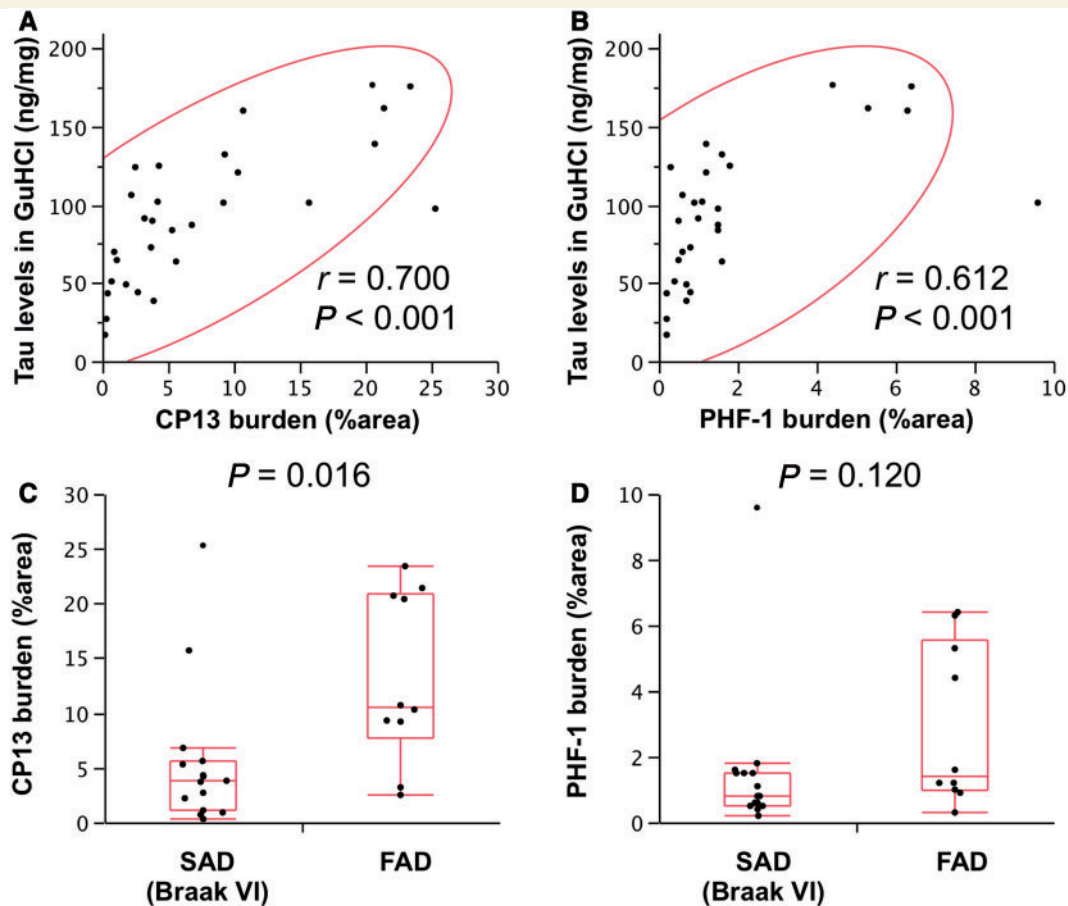 A
Tau levels in GuHCl (ng/mg)
200
150
100
50
0
r = 0.700
P < 0.001
0 5 10 15 20 25 30
CP13 burden (%area)
B
Tau levels in GuHCl (ng/mg)
200
150
100
50
0
r = 0.612
P < 0.001
0 2 4 6 8 10
PHF-1 burden (%area)
C
P = 0.016
CP13 burden (%area)
30
25
20
15
10
5
0
SAD FAD
(Braak VI)
D
P = 0.120
PHF-1 burden (%area)
10
8
6
4
2
0
SAD FAD
(Braak VI)